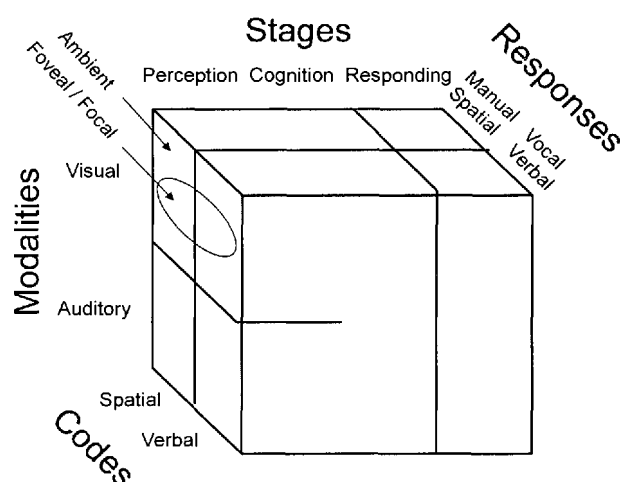 Stages
Responses
Ambient
Foveal / Focal
Perception Cognition Responding
Manual Vocal
Spatial Verbal
Visual
Modalities
Auditory
Spatial
Verbal
Codes